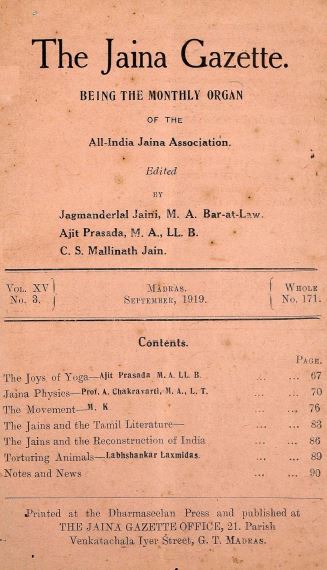 The Jaina Gazette.
BEING THE MONTHLY ORGAN
OF THE
All-India Jaina Association.
Edited
BY
Jagmanderlal Jaini, M. A. Bar-at-Law.
Ajit Prasada, M. A., LL. B.
C. S. Mallinath Jain.
Vol. XV No. 3.
Madras. September, 1919.
Whole No. 171.
Contents.
Page.
The Joys of Yoga—Ajit Prasada M. A. LL. B. ... ... 67
Jaina Physics—Prof. A. Chakravarti, M. A., L. T. ... ... 70
The Movement—M. K ... ... 76
The Jains and the Tamil Literature— ... ... 83
The Jains and the Reconstruction of India ... ... 86
Torturing Animals—Labhshankar Laxmidas. ... ... 89
Notes and News ... ... 90
Printed at the Dharmaseelan Press and published at
THE JAINA GAZETTE OFFICE, 21. Parish
Venkatachala Iyer Street, G. T. Madras.